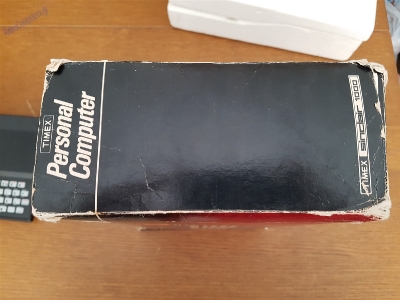 TIMEX
Personal
Computer
TIMEX sinclair 1000